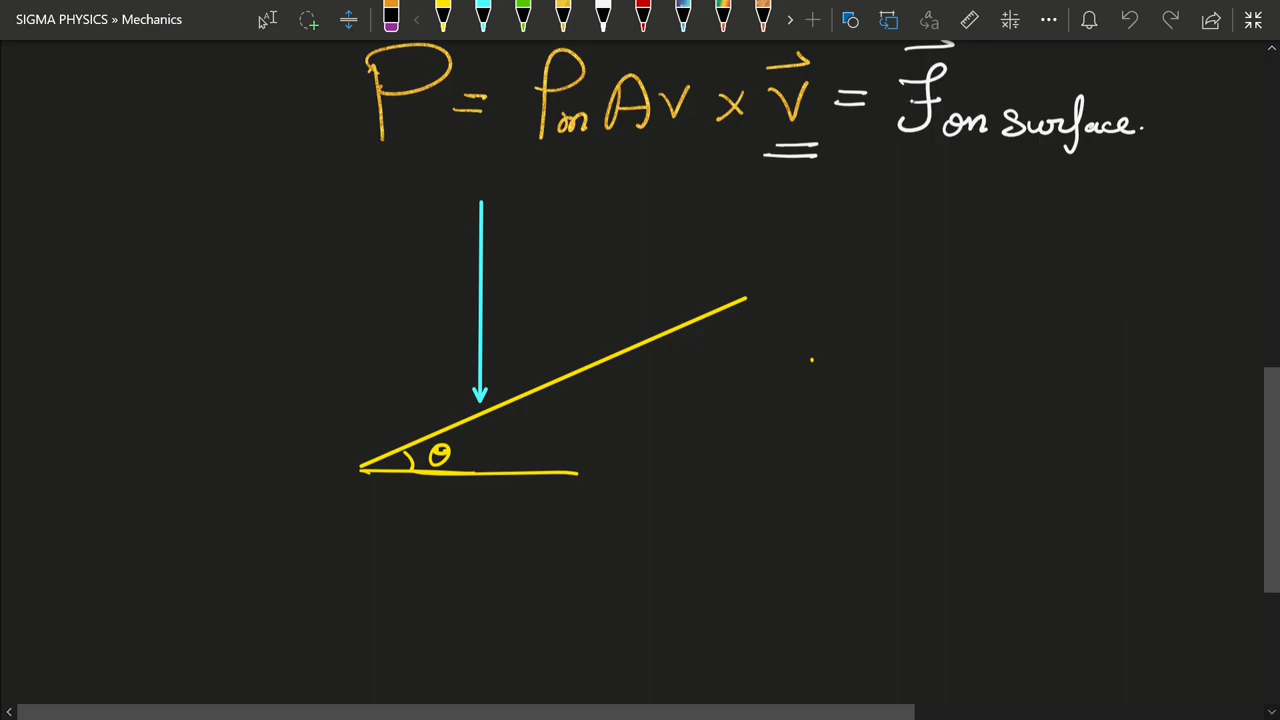 SIGMA PHYSICS » Mechanics
P = ρm A v × v⃗ = F⃗ on surface.
θ